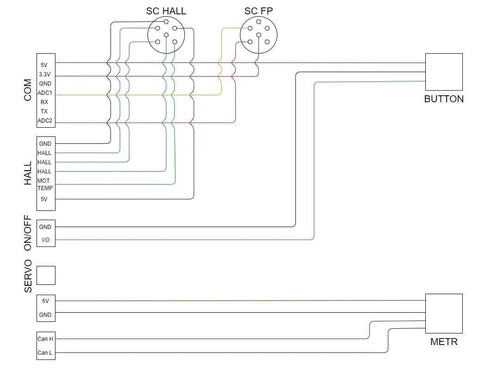 SC HALL
SC FP
COM
5V
3.3V
GND
ADC1
RX
TX
ADC2
BUTTON
HALL
GND
HALL
HALL
HALL
MOT
TEMP
5V
ON/OFF
GND
I/O
SERVO
5V
GND
METR
Can H
Can L